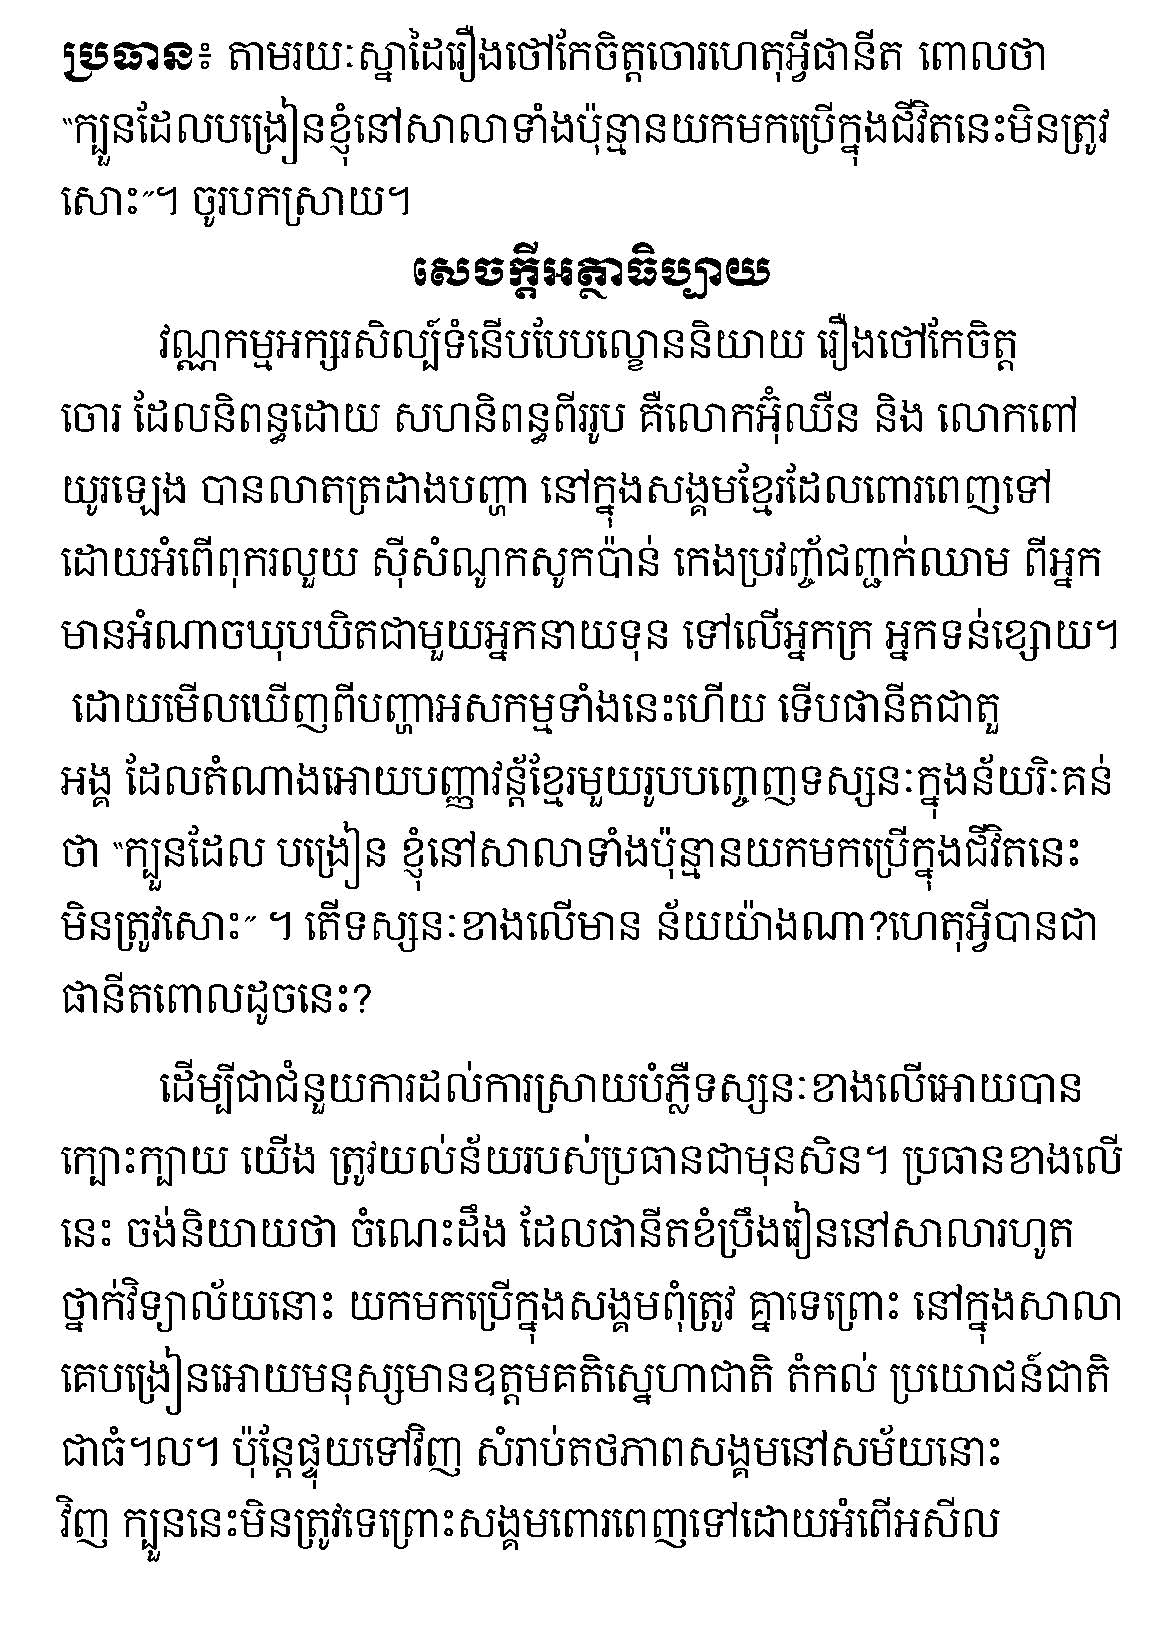 ប្រធាន៖ តាមរយៈស្នាដៃរឿងថៅកែចិត្តចោរហេតុអ្វីផានីត ពោលថា
“ក្បួនដែលបង្រៀនខ្ញុំនៅសាលាទាំងប៉ុន្មានយកមកប្រើក្នុងជីវិតនេះមិនត្រូវ
សោះ”។ ចូរបកស្រាយ។
សេចក្តីអត្ថាធិប្បាយ
វណ្ណកម្មអក្សរសិល្ប៍ទំនើបបែបល្ខោននិយាយ រឿងថៅកែចិត្ត
ចោរ ដែលនិពន្ធដោយ សហនិពន្ធពីររូប គឺលោកអ៊ុំឈឺន និង លោកពៅ
យូរឡេង បានលាតត្រដាងបញ្ហា នៅក្នុងសង្គមខ្មែរដែលពោរពេញទៅ
ដោយអំពើពុករលួយ ស៊ីសំណូកសូកប៉ាន់ កេងប្រវញ្ច័ជញ្ជក់ឈាម ពីអ្នក
មានអំណាចឃុបឃិតជាមួយអ្នកនាយទុន ទៅលើអ្នកក្រ អ្នកទន់ខ្សោយ។
ដោយមើលឃើញពីបញ្ហាអសកម្មទាំងនេះហើយ ទើបផានីតជាតួ
អង្គ ដែលតំណាងអោយបញ្ញាវន្ត័ខ្មែរមួយរូបបញ្ចេញទស្សនៈក្នុងន័យរិៈគន់
ថា “ក្បួនដែល បង្រៀន ខ្ញុំនៅសាលាទាំងប៉ុន្មានយកមកប្រើក្នុងជីវិតនេះ
មិនត្រូវសោះ” ។ តើទស្សនៈខាងលើមាន ន័យយ៉ាងណា?ហេតុអ្វីបានជា
ផានីតពោលដូចនេះ?
ដើម្បីជាជំនួយការដល់ការស្រាយបំភ្លឺទស្សនៈខាងលើអោយបាន
ក្បោះក្បាយ យើង ត្រូវយល់ន័យរបស់ប្រធានជាមុនសិន។ ប្រធានខាងលើ
នេះ ចង់និយាយថា ចំណេះដឹង ដែលផានីតខំប្រឹងរៀននៅសាលារហូត
ថ្នាក់វិទ្យាល័យនោះ យកមកប្រើក្នុងសង្គមពុំត្រូវ គ្នាទេព្រោះ នៅក្នុងសាលា
គេបង្រៀនអោយមនុស្សមានឧត្តមគតិស្នេហាជាតិ តំកល់ ប្រយោជន៍ជាតិ
ជាធំ។ល។ ប៉ុន្តែផ្ទុយទៅវិញ សំរាប់តថភាពសង្គមនៅសម័យនោះ
វិញ ក្បួននេះមិនត្រូវទេព្រោះសង្គមពោរពេញទៅដោយអំពើអសីល